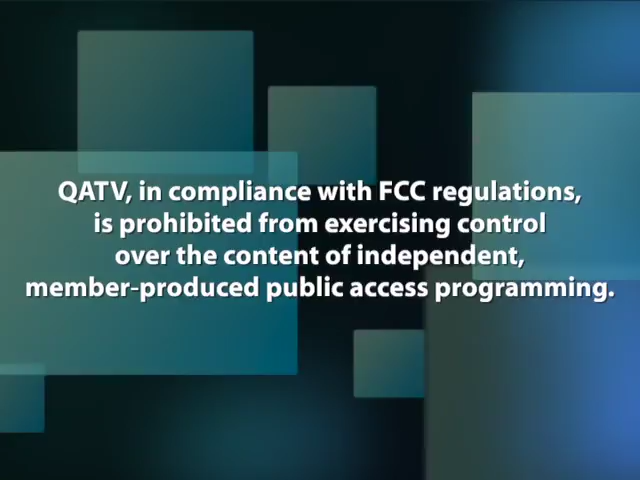 QATV, in compliance with FCC regulations,
is prohibited from exercising control
over the content of independent,
member-produced public access programming.